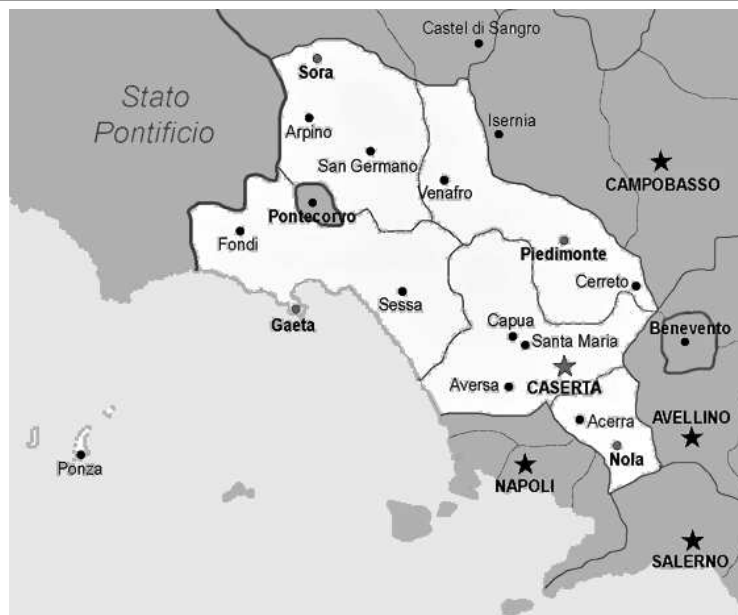 Castel di Sangro
Sora
Stato
Pontificio
Arpino
Isernia
San Germano
CAMPOBASSO
Venafro
Pontecorvo
Fondi
Piedimonte
Cerreto
Sessa
Gaeta
Capua
Benevento
Santa Maria
Aversa
CASERTA
Acerra
AVELLINO
Nola
Ponza
NAPOLI
SALERNO